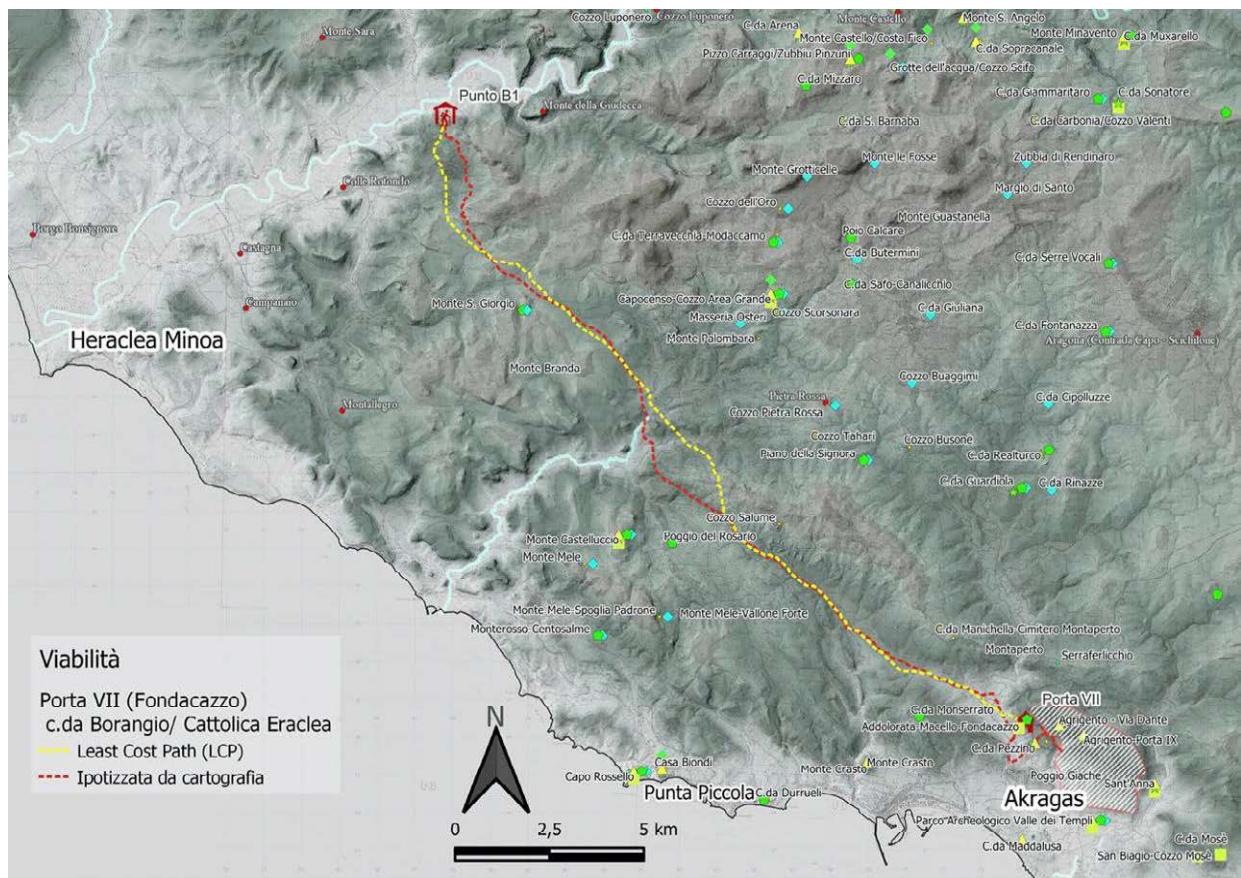 Cozzo Luponero
Cozzo Luponero
Monte Castello
Monte S. Angelo
C.da Arena
Monte Sara
Monte Castello/Costa Fico
Monte Minavento
C.da Muxarello
C.da Sopracanale
Pizzo Carraggi/Zubbiu Pinzuni
Grotte dell'acqua/Cozzo Scifo
C.da Mizzaro
Punto B1
C.da Giammaritaro
C.da Sonatore
Monte della Giudecca
C.da S. Barnaba
C.da Carbonia/Cozzo Valenti
Monte le Fosse
Zubbia di Rendinaro
Monte Grotticelle
Colle Rotondo
Margio di Santo
Cozzo dell'Oro
Monte Guastanella
Borgo Bonsignore
C.da Terravecchia-Modaccamo
Poio Calcare
Castagna
C.da Butermini
C.da Serre Vocali
C.da Safo-Canalicchio
Campanaio
Monte S. Giorgio
Capocenso-Cozzo Area Grande
Masseria Osteri
Cozzo Scorsonara
C.da Giuliana
Heraclea Minoa
C.da Fontanazza
Monte Palombara
Aragona (Contrada Capo - Scichilone)
Monte Branda
Cozzo Buaggimi
Pietra Rossa
C.da Cipolluzze
Montallegro
Cozzo Pietra Rossa
Cozzo Tahari
Cozzo Busone
Piano della Signora
C.da Realturco
C.da Guardiola
C.da Rinazze
Cozzo Salume
Monte Castelluccio
Poggio del Rosario
Monte Mele
Monte Mele-Spoglia Padrone
Monte Mele-Vallone Forte
Monterosso-Centosalme
C.da Manichella-Cimitero Montaperto
Montaperto
Serraferlicchio
Viabilità
Porta VII (Fondacazzo)
c.da Borangio/ Cattolica Eraclea
Least Cost Path (LCP)
Ipotizzata da cartografia
N
0
2,5
5 km
Porta VII
C.da Monserrato
Addolorata Macello-Fondacazzo
Agrigento - Via Dante
Agrigento-Porta IX
C.da Pezzino
Casa Biondi
Capo Rossello
Monte Crasto
Monte Crasto
Poggio Giache
Sant'Anna
Punta Piccola
C.da Durrueli
Akragas
Parco Archeologico Valle dei Templi
C.da Maddalusa
C.da Mosè
San Biagio-Cozzo Mosè